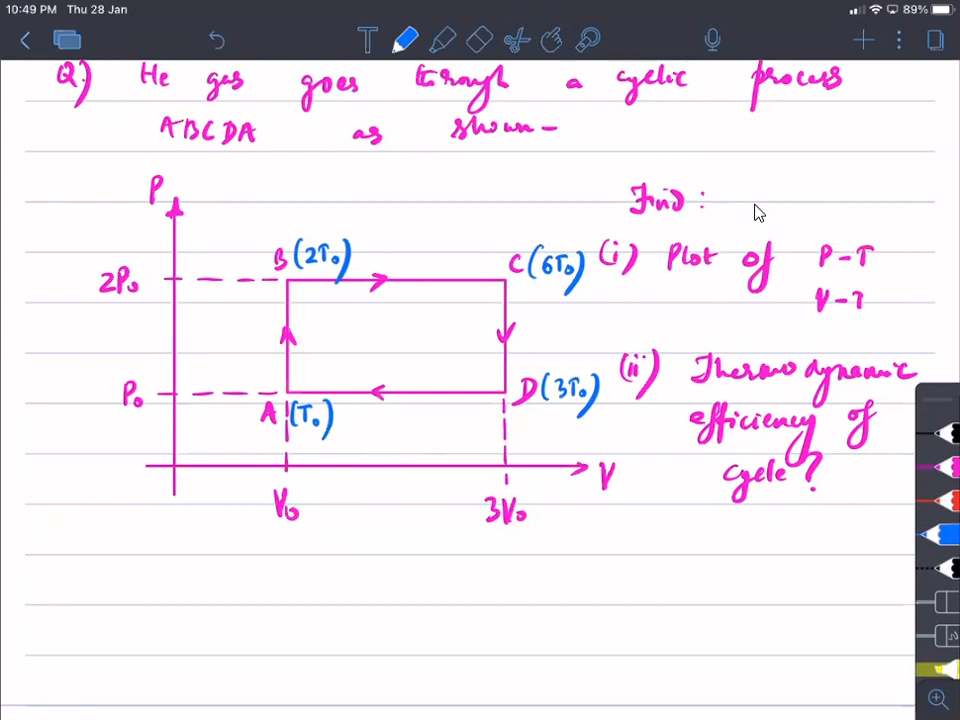 10:49 PM Thu 28 Jan
89%
Q) He gas goes through a cyclic process
ABCDA as shown-
P
Find:
B (2T₀)
C (6T₀)
(i) Plot of P-T
V-T
2P₀
(ii) Thermodynamic
efficiency of
cycle?
P₀
A (T₀)
D (3T₀)
V
V₀
3V₀